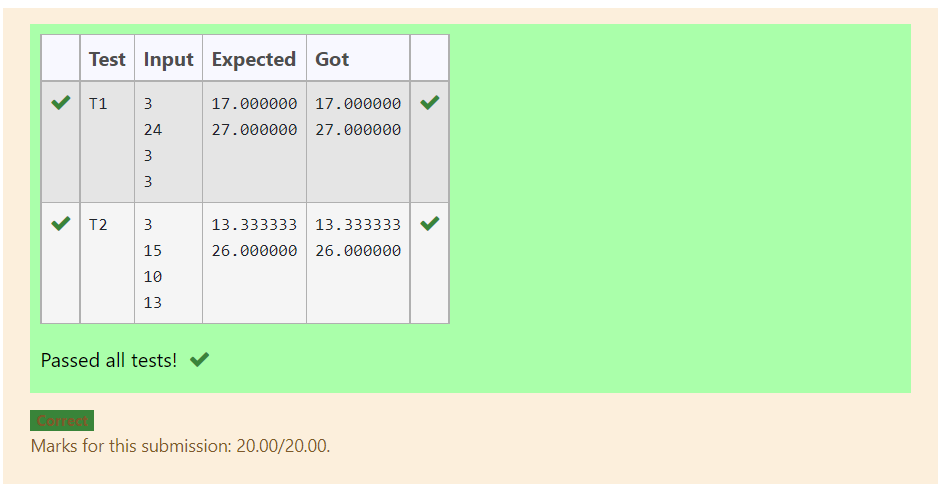 Test Input Expected Got
T1 3 17.000000 17.000000
24 27.000000 27.000000
3
3
T2 3 13.333333 13.333333
15 26.000000 26.000000
10
13
Passed all tests!
Correct
Marks for this submission: 20.00/20.00.